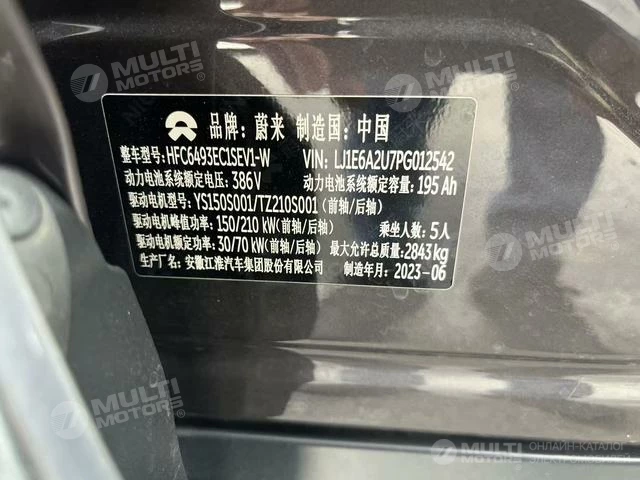 MULTI
MOTORS
MULTI
MOTORS
品牌: 蔚来 制造国: 中国
整车型号: HFC6493EC1SEV1-W VIN: LJ1E6A2U7PG012542
动力电池系统额定电压: 386V 动力电池系统额定容量: 195 Ah
驱动电机型号: YS150S001/TZ210S001 (前轴/后轴)
驱动电机峰值功率: 150/210 kW(前轴/后轴) 乘坐人数: 5人
驱动电机额定功率: 30/70 kW(前轴/后轴) 最大允许总质量: 2843kg
生产厂名: 安徽江淮汽车集团股份有限公司 制造年月: 2023-06
MULTI
MOTORS
MULTI
MOTORS
MULTI
MOTORS
MULTI
MOTORS
MULTI
ОНЛАЙН-КАТАЛОГ
ЭЛЕКТРОМОБИЛЕЙ